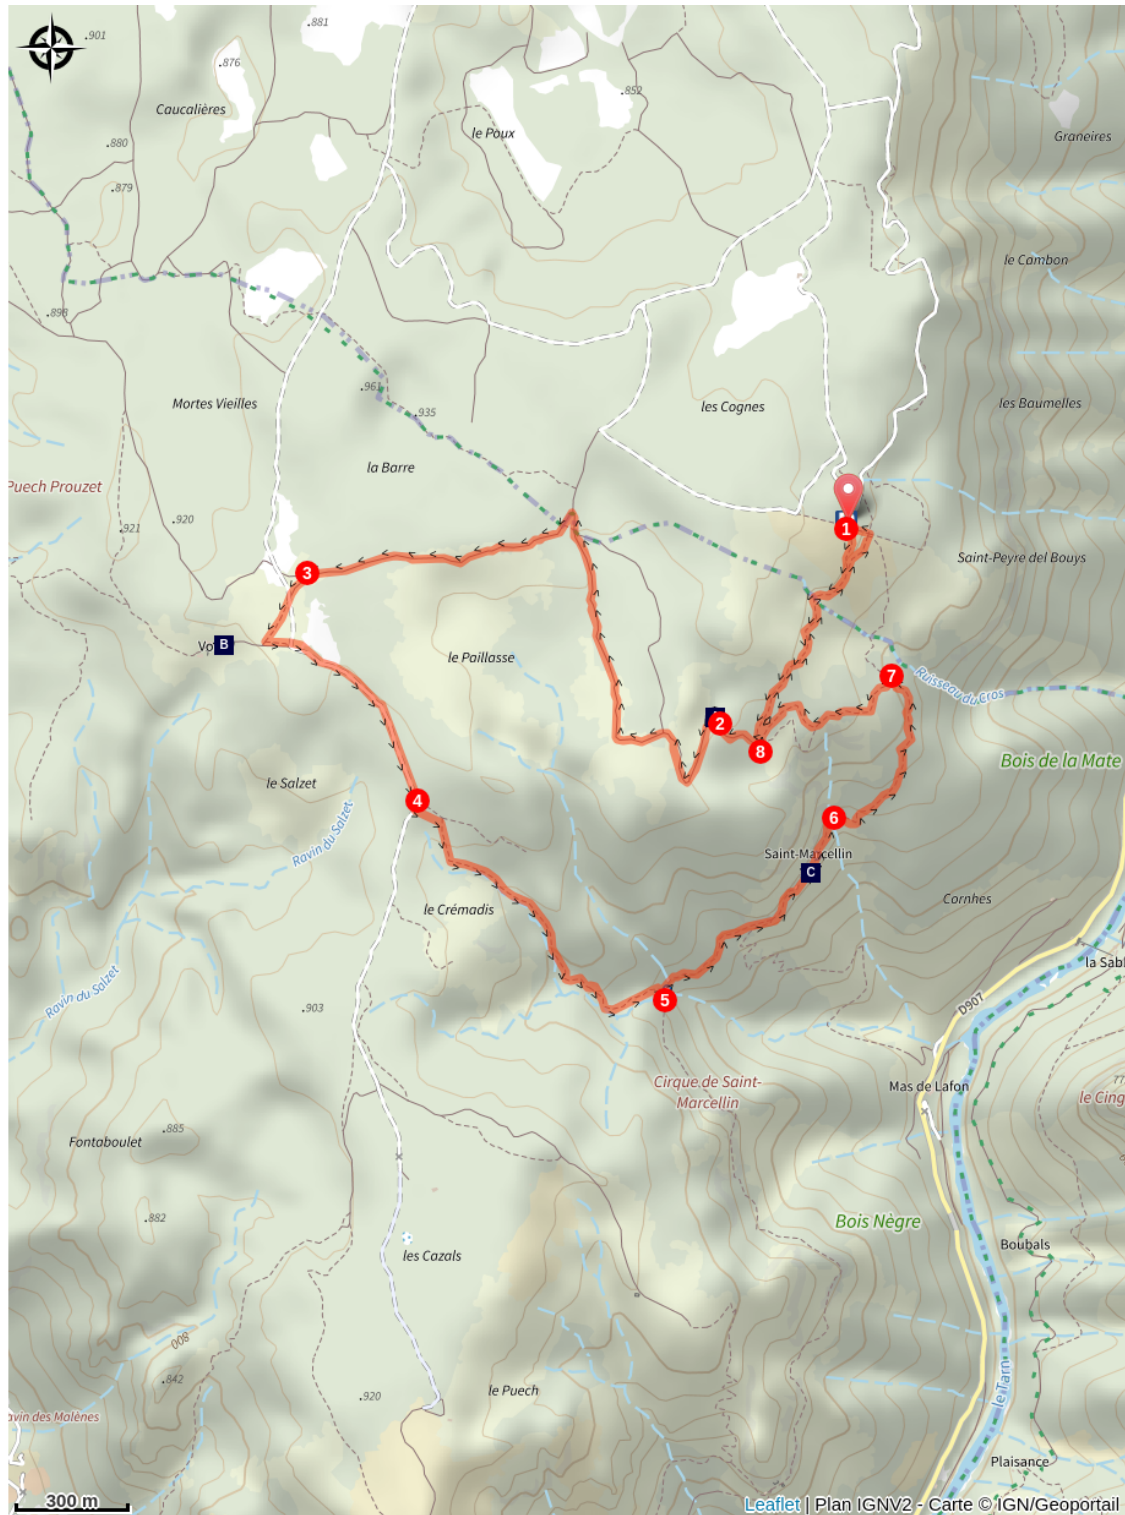 .901
.881
.876
Caucalières
le Poux
.852
Graneires
.880
.879
le Cambon
.898
.961
.935
Mortes Vieilles
les Cognes
les Baumelles
la Barre
Puech Prouzet
.921
.920
1
Saint-Peyre del Bouys
3
B
le Paillasse
7
Ruisseau du Cros
2
8
Bois de la Mate
le Salzet
4
Ravin du Salzet
6
Saint-Marcellin
C
Cornhes
le Crémadis
la Sabl
Ravin du Salzet
5
D907
.903
Cirque de Saint-
Marcellin
Mas de Lafon
77
le Cing
Fontaboulet
.885
.882
Bois Nègre
Boubals
les Cazals
800
.842
.920
le Puech
le Tarn
avin des Malènes
Plaisance
300 m
Leaflet | Plan IGNV2 - Carte © IGN/Geoportail